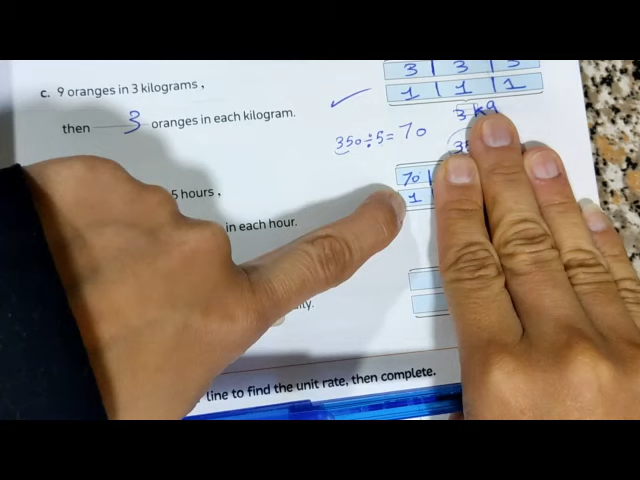 3 3 3
c. 9 oranges in 3 kilograms ,
1 1 1
then 3 oranges in each kilogram.
3 kg
350÷5=70
70
5 hours ,
1
in each hour.
line to find the unit rate, then complete.